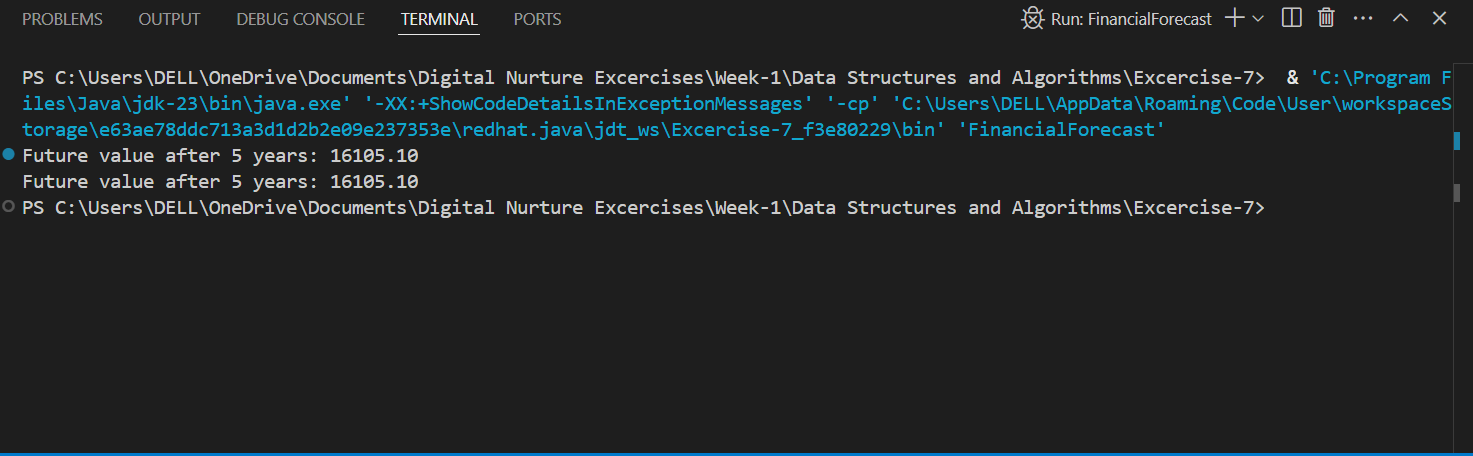 PROBLEMS OUTPUT DEBUG CONSOLE TERMINAL PORTS Run: FinancialForecast
PS C:\Users\DELL\OneDrive\Documents\Digital Nurture Excercises\Week-1\Data Structures and Algorithms\Excercise-7>  & 'C:\Program F
iles\Java\jdk-23\bin\java.exe' '-XX:+ShowCodeDetailsInExceptionMessages' '-cp' 'C:\Users\DELL\AppData\Roaming\Code\User\workspaceS
torage\e63ae78ddc713a3d1d2b2e09e237353e\redhat.java\jdt_ws\Excercise-7_f3e80229\bin' 'FinancialForecast'
Future value after 5 years: 16105.10
Future value after 5 years: 16105.10
PS C:\Users\DELL\OneDrive\Documents\Digital Nurture Excercises\Week-1\Data Structures and Algorithms\Excercise-7>